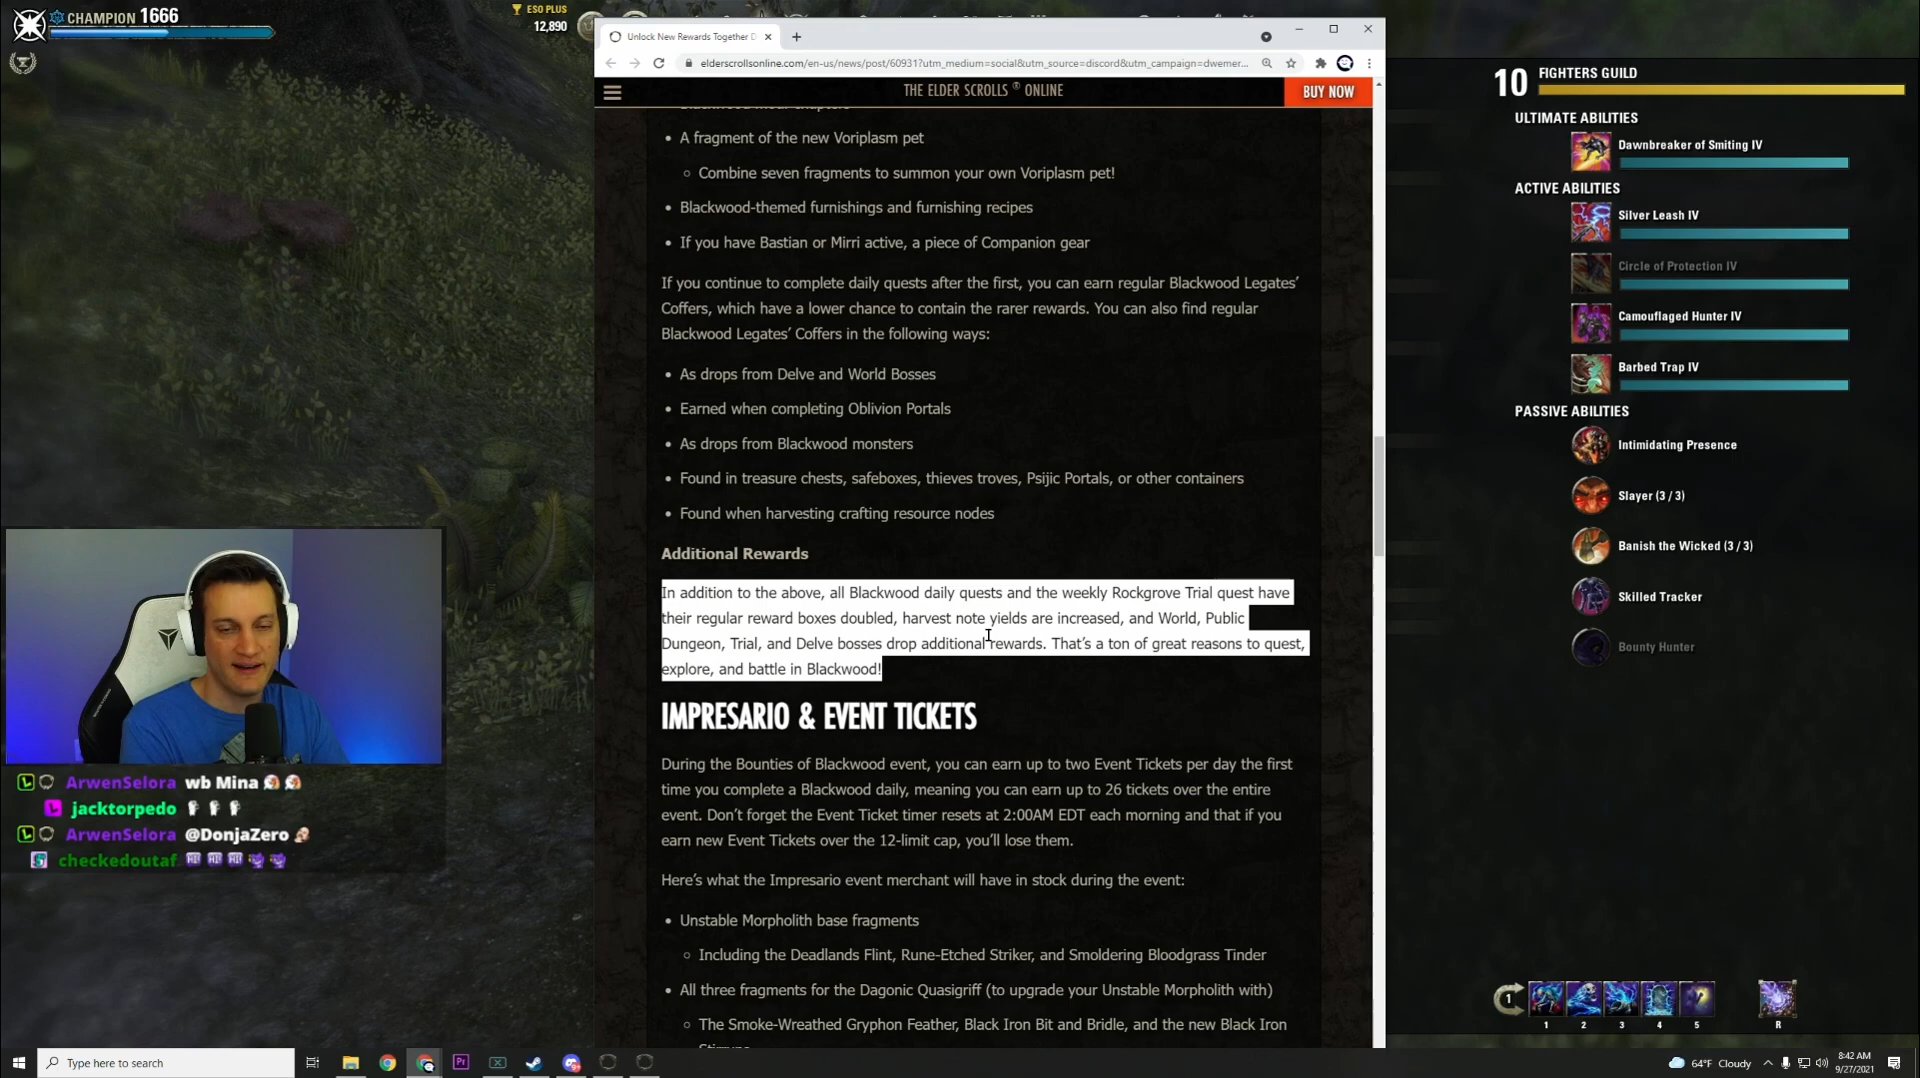 CHAMPION 1666
ESO PLUS
12,890
Unlock New Rewards Together D
elderscrollsonline.com/en-us/news/post/60931?utm_medium=social&utm_source=discord&utm_campaign=dwemer...
THE ELDER SCROLLS ® ONLINE
BUY NOW
• A fragment of the new Voriplasm pet
Combine seven fragments to summon your own Voriplasm pet!
• Blackwood-themed furnishings and furnishing recipes
• If you have Bastian or Mirri active, a piece of Companion gear
If you continue to complete daily quests after the first, you can earn regular Blackwood Legates’
Coffers, which have a lower chance to contain the rarer rewards. You can also find regular
Blackwood Legates’ Coffers in the following ways:
• As drops from Delve and World Bosses
• Earned when completing Oblivion Portals
• As drops from Blackwood monsters
• Found in treasure chests, safeboxes, thieves troves, Psijic Portals, or other containers
• Found when harvesting crafting resource nodes
Additional Rewards
In addition to the above, all Blackwood daily quests and the weekly Rockgrove Trial quest have
their regular reward boxes doubled, harvest note yields are increased, and World, Public
Dungeon, Trial, and Delve bosses drop additional rewards. That’s a ton of great reasons to quest,
explore, and battle in Blackwood!
IMPRESARIO & EVENT TICKETS
During the Bounties of Blackwood event, you can earn up to two Event Tickets per day the first
time you complete a Blackwood daily, meaning you can earn up to 26 tickets over the entire
event. Don’t forget the Event Ticket timer resets at 2:00AM EDT each morning and that if you
earn new Event Tickets over the 12-limit cap, you’ll lose them.
Here’s what the Impresario event merchant will have in stock during the event:
• Unstable Morpholith base fragments
Including the Deadlands Flint, Rune-Etched Striker, and Smoldering Bloodgrass Tinder
• All three fragments for the Dagonic Quasigriff (to upgrade your Unstable Morpholith with)
The Smoke-Wreathed Gryphon Feather, Black Iron Bit and Bridle, and the new Black Iron
10 FIGHTERS GUILD
ULTIMATE ABILITIES
Dawnbreaker of Smiting IV
ACTIVE ABILITIES
Silver Leash IV
Circle of Protection IV
Camouflaged Hunter IV
Barbed Trap IV
PASSIVE ABILITIES
Intimidating Presence
Slayer (3 / 3)
Banish the Wicked (3 / 3)
Skilled Tracker
Bounty Hunter
ArwenSelora wb Mina
jacktorpedo
ArwenSelora @DonjaZero
checkedoutaf
1
1 2 3 4 5 R
Type here to search
Pr
64°F Cloudy
8:42 AM
9/27/2021